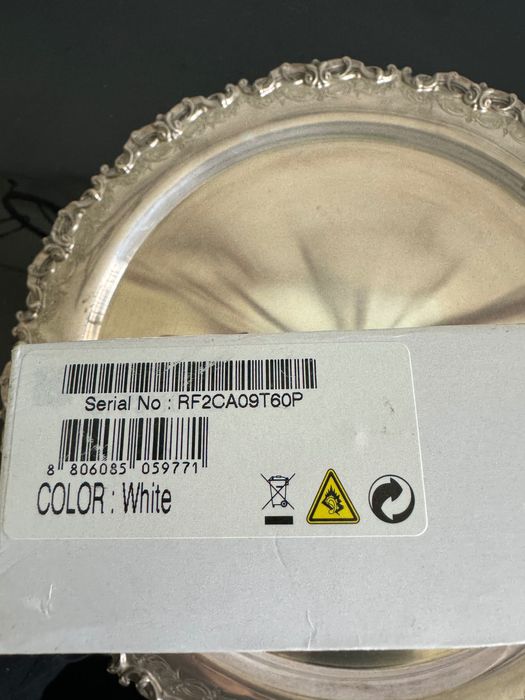 Serial No : RF2CA09T60P
8 806085 059771
COLOR : White